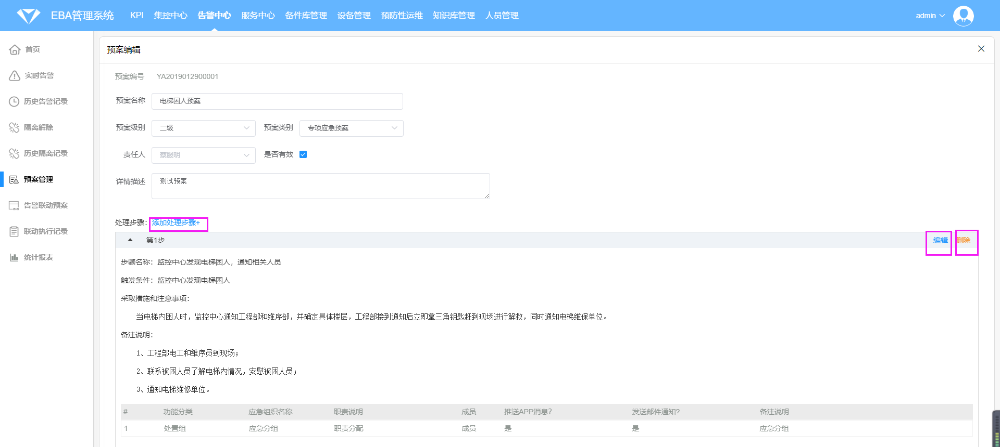 EBA管理系统 KPI 集控中心 告警中心 服务中心 备件库管理 设备管理 预防性运维 知识库管理 人员管理 admin
首页
实时告警
历史告警记录
隔离解除
历史隔离记录
预案管理
告警联动预案
联动执行记录
统计报表
预案编辑
预案编号 YA2019012900001
预案名称 电梯困人预案
预案级别 二级 预案类别 专项应急预案
责任人 蔡服明 是否有效
详情描述 测试预案
处理步骤: 添加处理步骤+
第1步 编辑 删除
步骤名称：监控中心发现电梯困人，通知相关人员
触发条件：监控中心发现电梯困人
采取措施和注意事项：
当电梯内困人时，监控中心通知工程部和维序部，并确定具体楼层，工程部接到通知后立即拿三角钥匙赶到现场进行解救，同时通知电梯维保单位。
备注说明：
1、工程部电工和维序员到现场；
2、联系被困人员了解电梯内情况，安慰被困人员；
3、通知电梯维修单位。
# 功能分类 应急组织名称 职责说明 成员 推送APP消息? 发送邮件通知? 备注说明
1 处置组 应急分组 职责分配 成员 是 是 应急分组